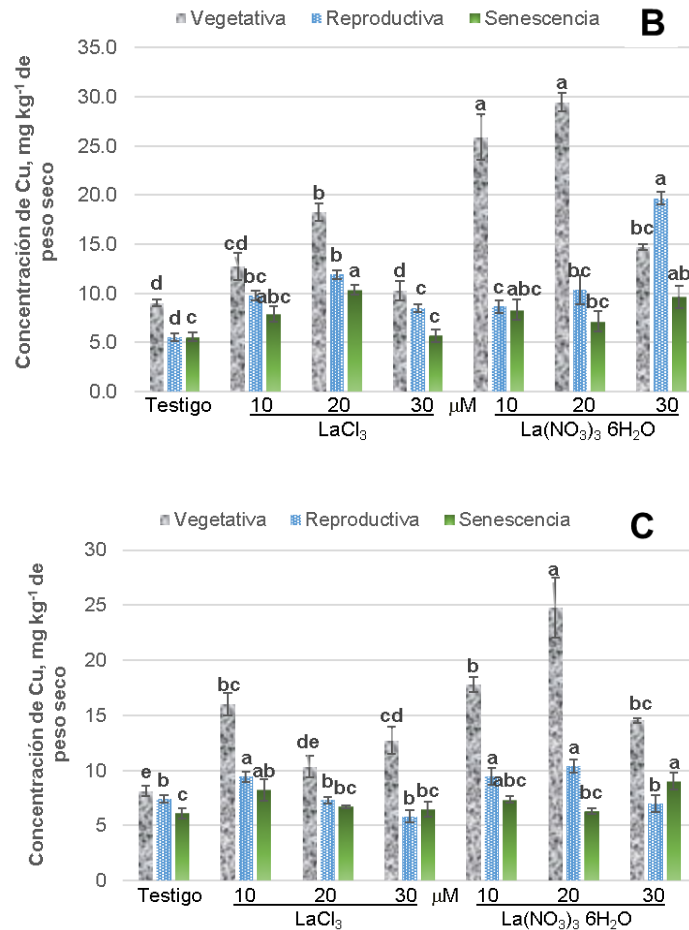 Vegetativa Reproductiva Senescencia B
Concentración de Cu, mg kg⁻¹ de
peso seco
35.0
30.0
25.0
20.0
15.0
10.0
5.0
0.0
d d c
cd bc abc
b b a
d c c
a c abc
a bc bc
bc a ab
Testigo 10 20 30 μM 10 20 30
LaCl₃ La(NO₃)₃ 6H₂O
Vegetativa Reproductiva Senescencia C
Concentración de Cu, mg kg⁻¹ de
peso seco
30
25
20
15
10
5
0
e b c
bc a ab
de b bc
cd b bc
b a abc
a a bc
bc b a
Testigo 10 20 30 μM 10 20 30
LaCl₃ La(NO₃)₃ 6H₂O